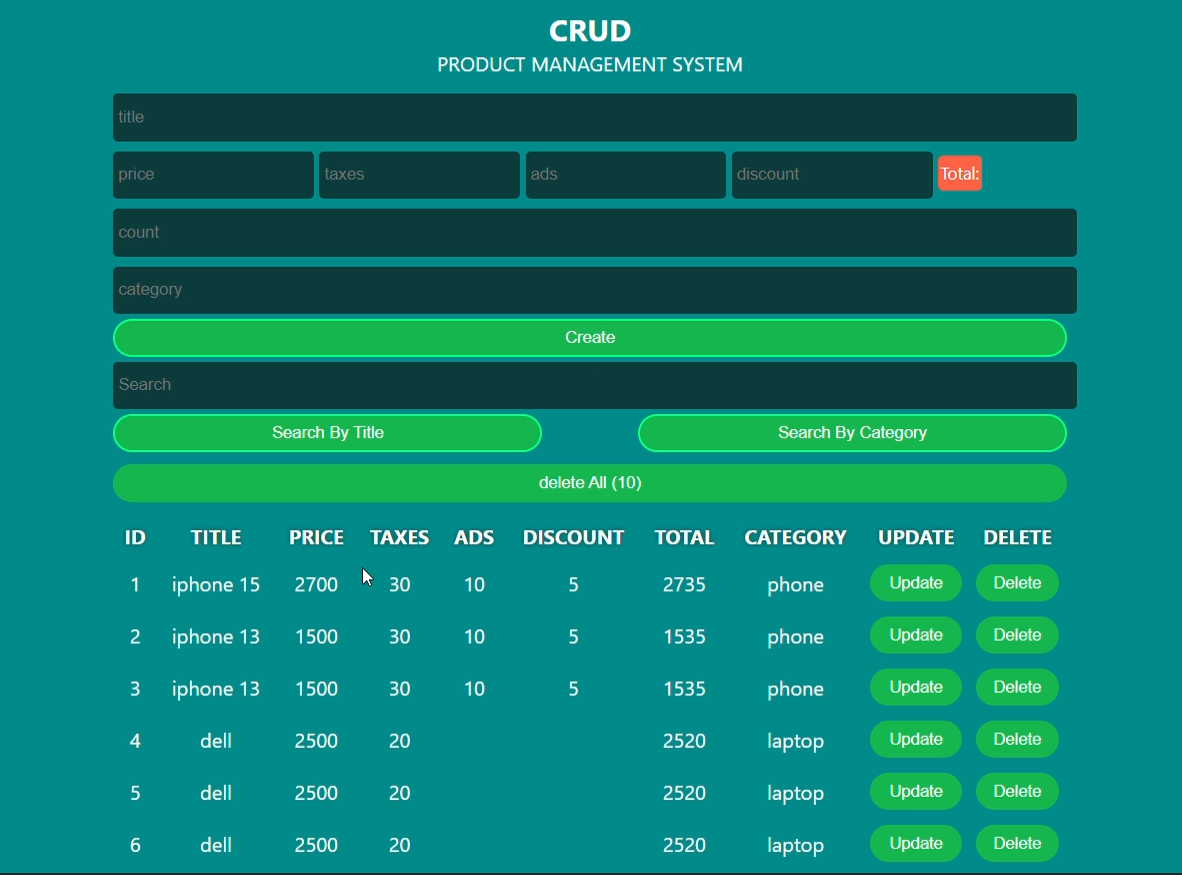 CRUD
PRODUCT MANAGEMENT SYSTEM
title
price taxes ads discount Total:
count
category
Create
Search
Search By Title Search By Category
delete All (10)
ID TITLE PRICE TAXES ADS DISCOUNT TOTAL CATEGORY UPDATE DELETE
1 iphone 15 2700 30 10 5 2735 phone Update Delete
2 iphone 13 1500 30 10 5 1535 phone Update Delete
3 iphone 13 1500 30 10 5 1535 phone Update Delete
4 dell 2500 20 2520 laptop Update Delete
5 dell 2500 20 2520 laptop Update Delete
6 dell 2500 20 2520 laptop Update Delete